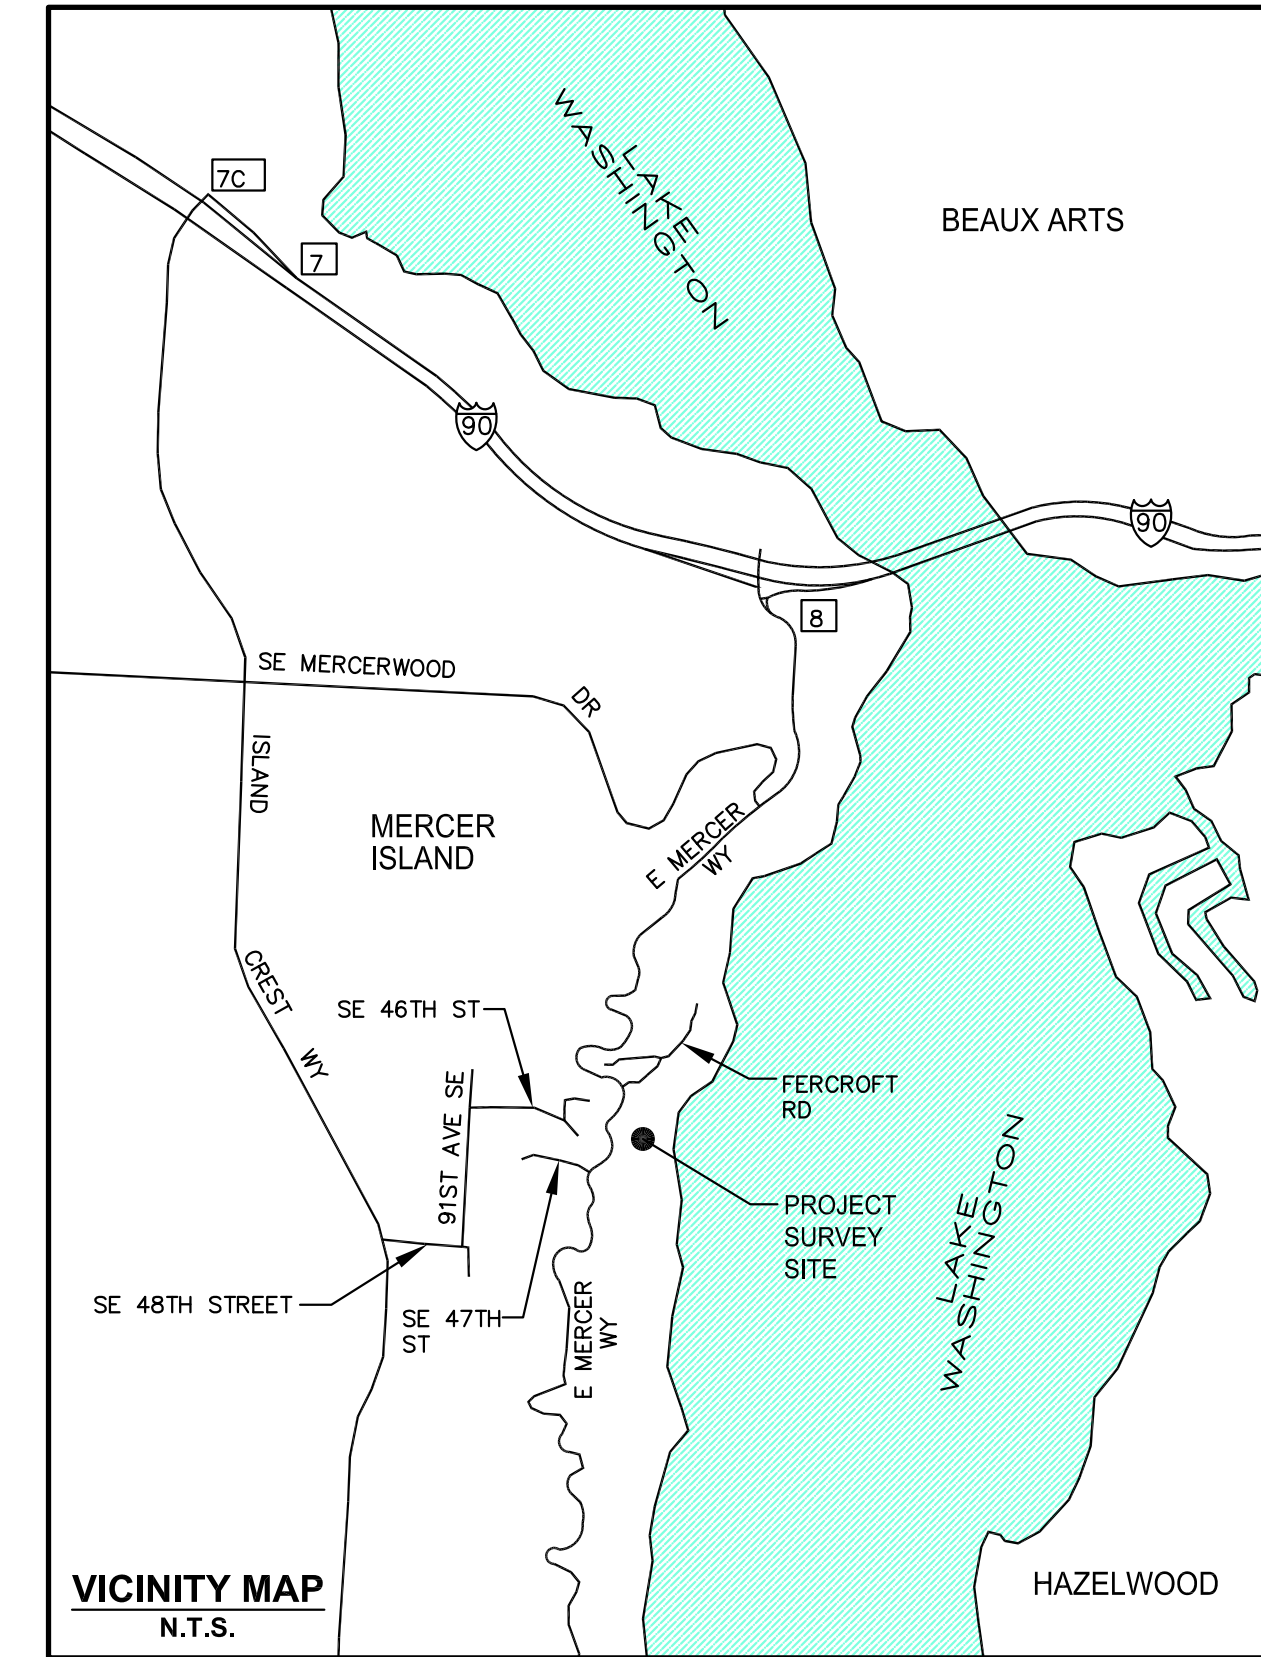 7C
7
LAKE
WASHINGTON
BEAUX ARTS
90
90
8
SE MERCERWOOD
DR
ISLAND
MERCER
ISLAND
E MERCER
WY
CREST
WY
SE 46TH ST
FERCROFT
RD
91ST AVE SE
PROJECT
SURVEY
SITE
LAKE
WASHINGTON
SE 48TH STREET
SE 47TH
ST
E MERCER
WY
VICINITY MAP
N.T.S.
HAZELWOOD